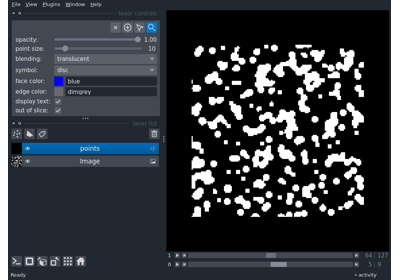 File View Plugins Window Help
layer controls
opacity: 1.00
point size: 10
blending: translucent
symbol: disc
face color: blue
edge color: dimgrey
display text:
out of slice:
layer list
points
Image
1 64 127
0 5 9
Ready activity